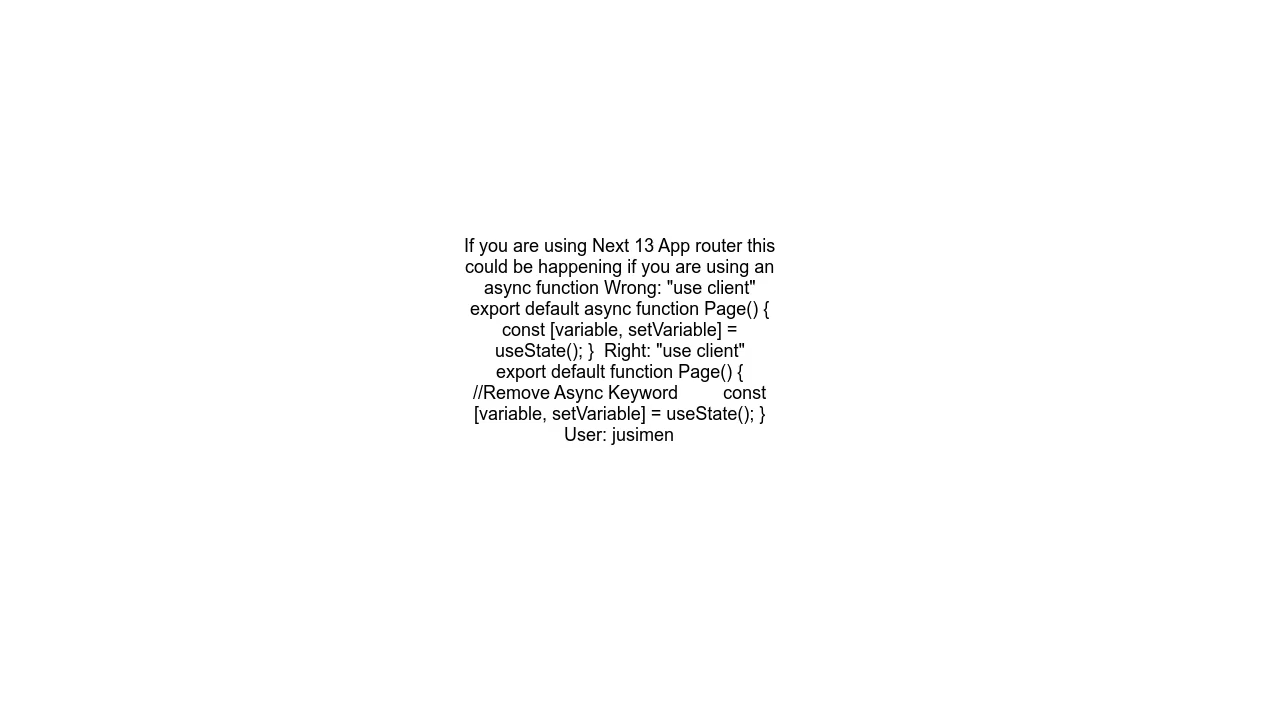 If you are using Next 13 App router this
could be happening if you are using an
async function Wrong: "use client"
export default async function Page() {
const [variable, setVariable] =
useState(); }  Right: "use client"
export default function Page() {
//Remove Async Keyword         const
[variable, setVariable] = useState(); }
User: jusimen